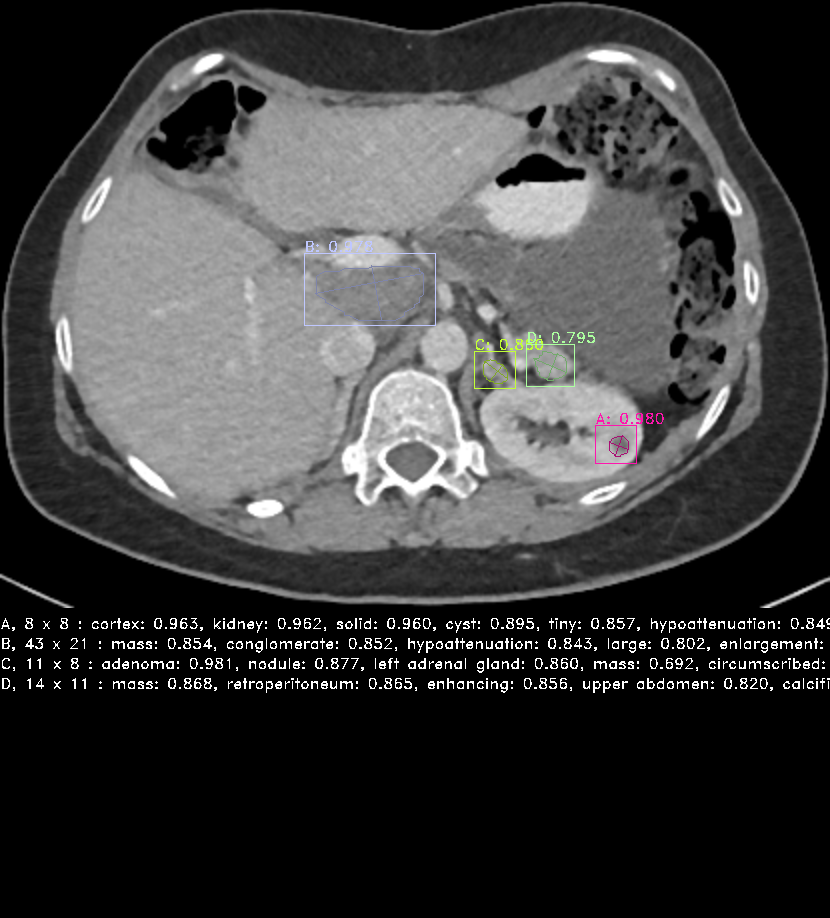 B: 0.
D: 0.795
C: 0.880
A: 0.980
A, 8 x 8 : cortex: 0.963, kidney: 0.962, solid: 0.960, cyst: 0.895, tiny: 0.857, hypoattenuation: 0.849
B, 43 x 21 : mass: 0.854, conglomerate: 0.852, hypoattenuation: 0.843, large: 0.802, enlargement:
C, 11 x 8 : adenoma: 0.981, nodule: 0.877, left adrenal gland: 0.860, mass: 0.692, circumscribed:
D, 14 x 11 : mass: 0.868, retroperitoneum: 0.865, enhancing: 0.856, upper abdomen: 0.820, calcifi